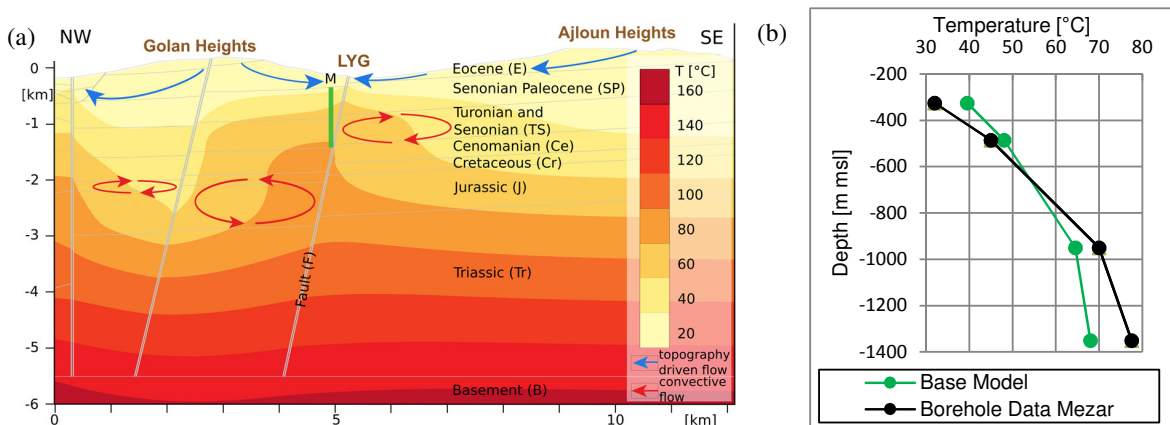 (a)
NW
Golan Heights
LYG
Ajloun Heights
SE
M
0
[km]
-1
-2
-3
-4
-5
-6
0
5
10
[km]
Eocene (E)
Senonian Paleocene (SP)
Turonian and
Senonian (TS)
Cenomanian (Ce)
Cretaceous (Cr)
Jurassic (J)
Triassic (Tr)
Basement (B)
Fault (F)
T [°C]
160
140
120
100
80
60
40
20
topography
driven flow
convective
flow
(b)
Temperature [°C]
30 40 50 60 70 80
Depth [m msl]
-200
-400
-600
-800
-1000
-1200
-1400
Base Model
Borehole Data Mezar